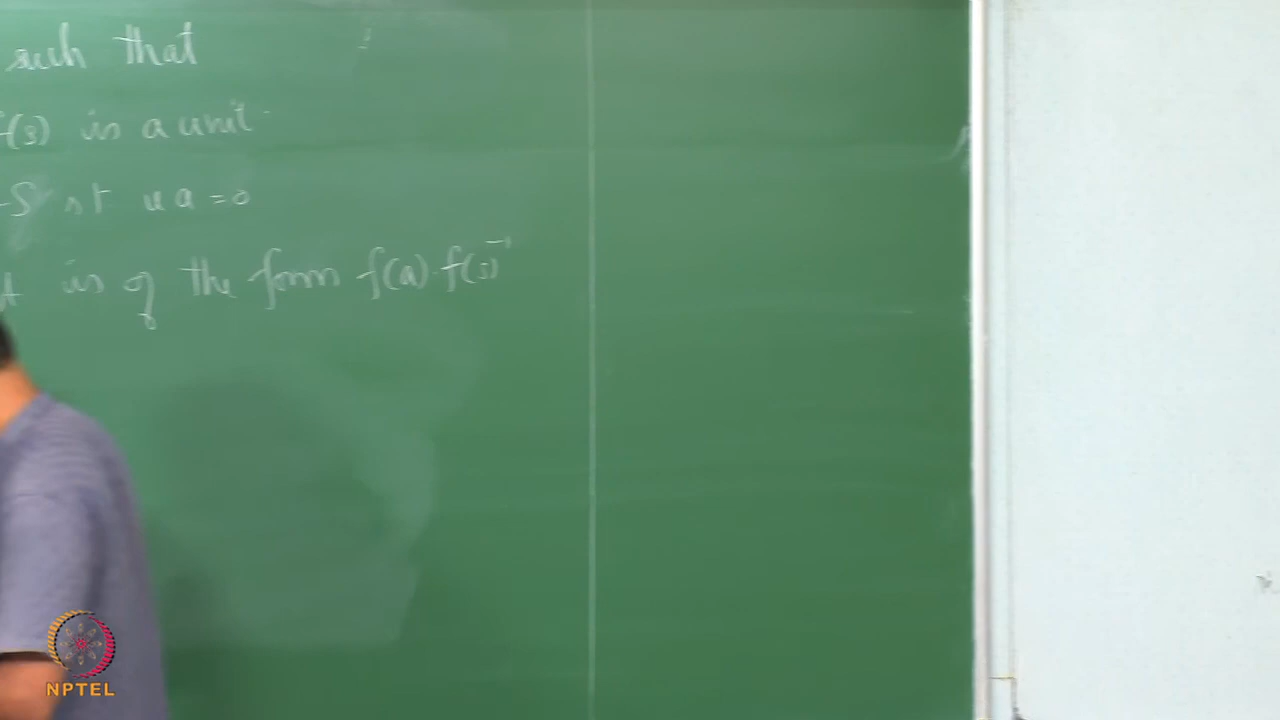 such that
f(s) is a unit.
S st ua = 0
is of the form f(a)·f(s)⁻¹
NPTEL